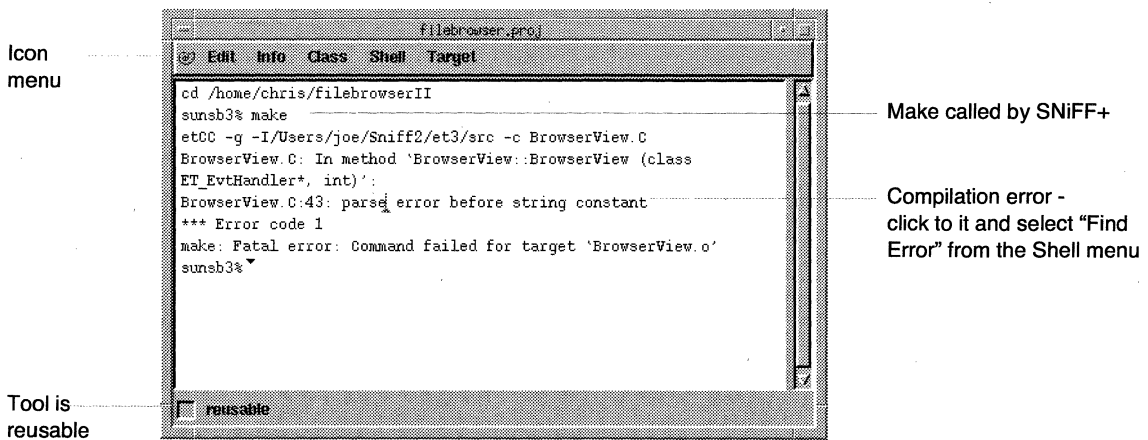 filebrowser.proj
Icon
menu
Edit Info Class Shell Target
cd /home/chris/filebrowserII
sunsb3% make
etCC -g -I/Users/joe/Sniff2/et3/src -c BrowserView.C
BrowserView.C: In method `BrowserView::BrowserView (class
ET_EvtHandler*, int)':
BrowserView.C:43: parse error before string constant
*** Error code 1
make: Fatal error: Command failed for target `BrowserView.o'
sunsb3%
Make called by SNiFF+
Compilation error -
click to it and select “Find
Error” from the Shell menu
Tool is
reusable
reusable